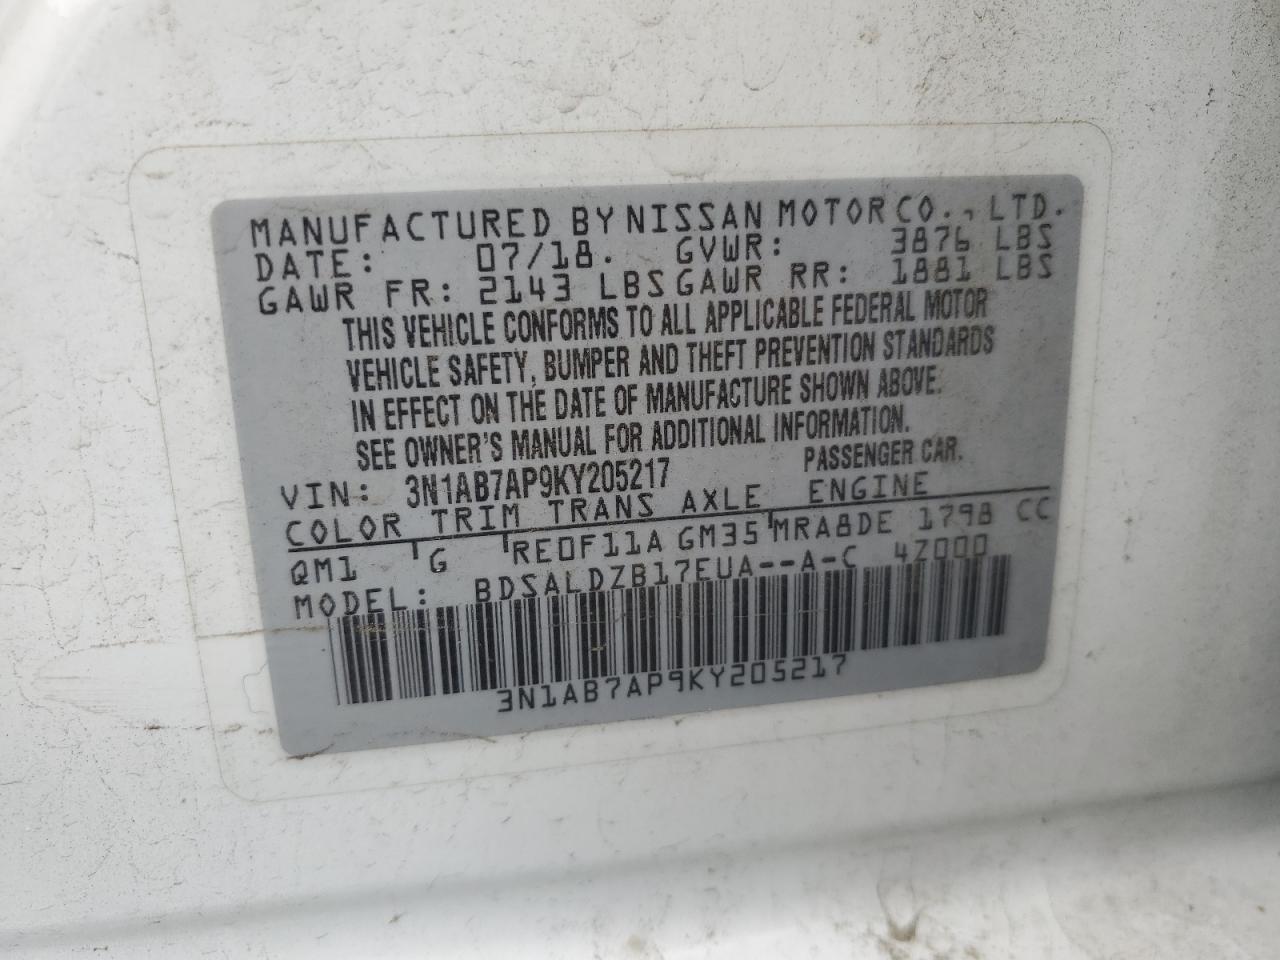 MANUFACTURED BY NISSAN MOTOR CO., LTD.
DATE: 07/18. GVWR: 3876 LBS
GAWR FR: 2143 LBS GAWR RR: 1881 LBS
THIS VEHICLE CONFORMS TO ALL APPLICABLE FEDERAL MOTOR
VEHICLE SAFETY, BUMPER AND THEFT PREVENTION STANDARDS
IN EFFECT ON THE DATE OF MANUFACTURE SHOWN ABOVE.
SEE OWNER'S MANUAL FOR ADDITIONAL INFORMATION.
PASSENGER CAR.
VIN: 3N1AB7AP9KY205217
COLOR TRIM TRANS AXLE ENGINE
QM1 G RE0F11A GM35 MRA8DE 1798 CC
MODEL: BDSALDZB17EUA--A-C 4Z000
3N1AB7AP9KY205217